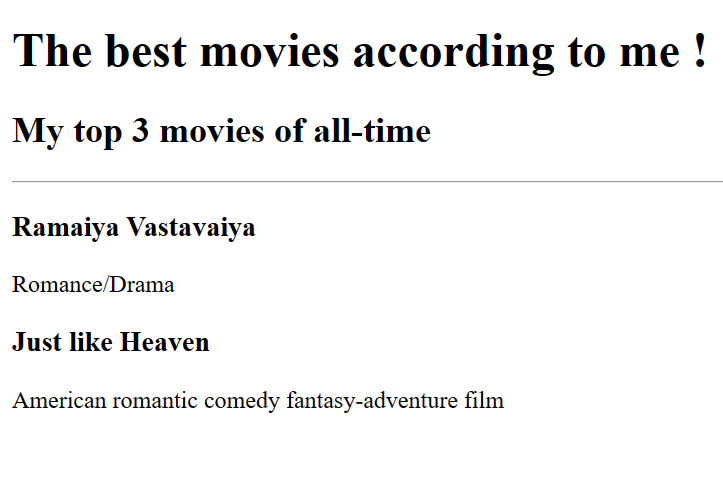 The best movies according to me !
My top 3 movies of all-time
Ramaiya Vastavaiya
Romance/Drama
Just like Heaven
American romantic comedy fantasy-adventure film